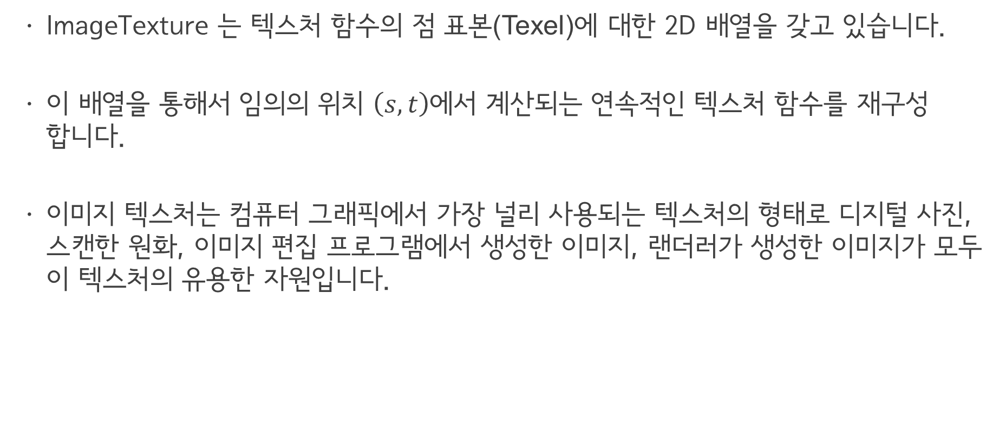 · ImageTexture 는 텍스처 함수의 점 표본(Texel)에 대한 2D 배열을 갖고 있습니다.
· 이 배열을 통해서 임의의 위치 (s, t)에서 계산되는 연속적인 텍스처 함수를 재구성
합니다.
· 이미지 텍스처는 컴퓨터 그래픽에서 가장 널리 사용되는 텍스처의 형태로 디지털 사진,
스캔한 원화, 이미지 편집 프로그램에서 생성한 이미지, 랜더러가 생성한 이미지가 모두
이 텍스처의 유용한 자원입니다.